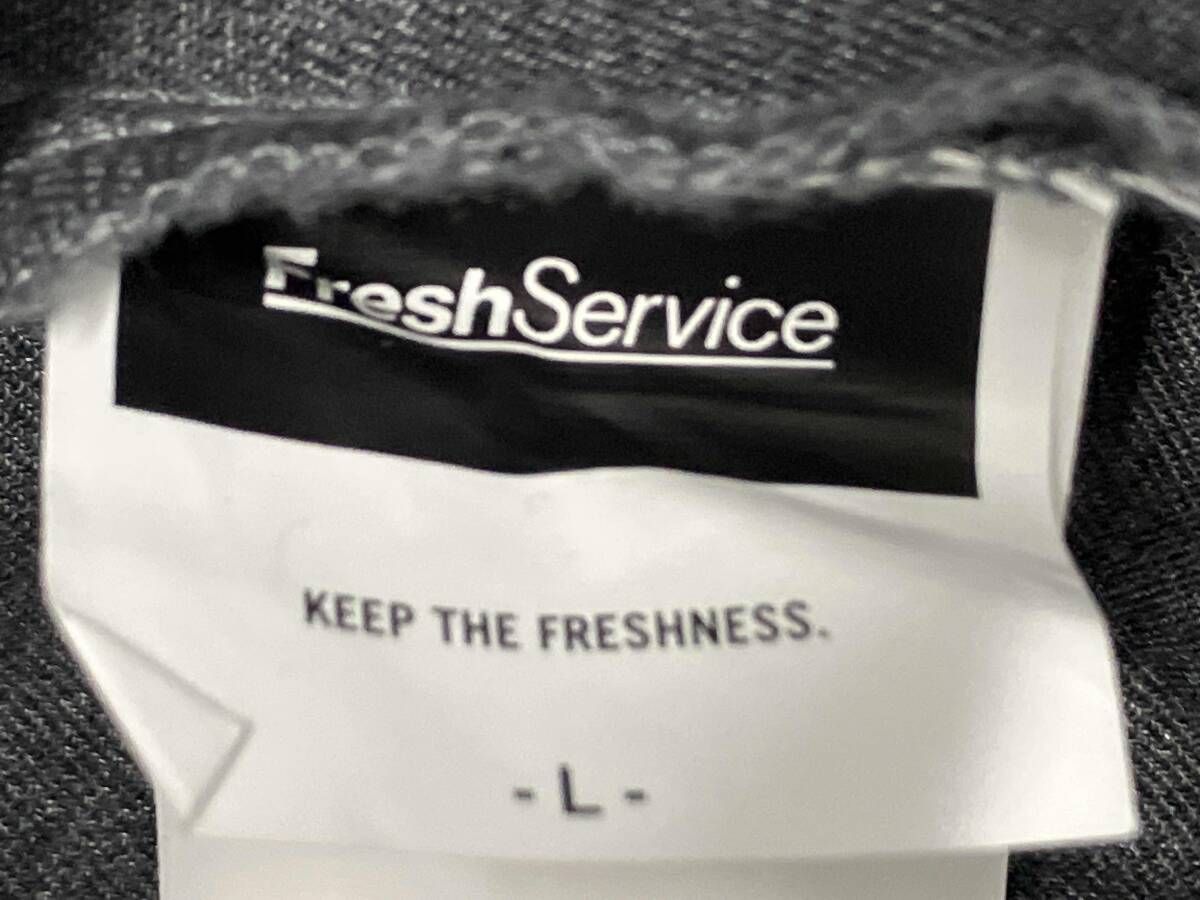 FreshService
KEEP THE FRESHNESS.
- L -